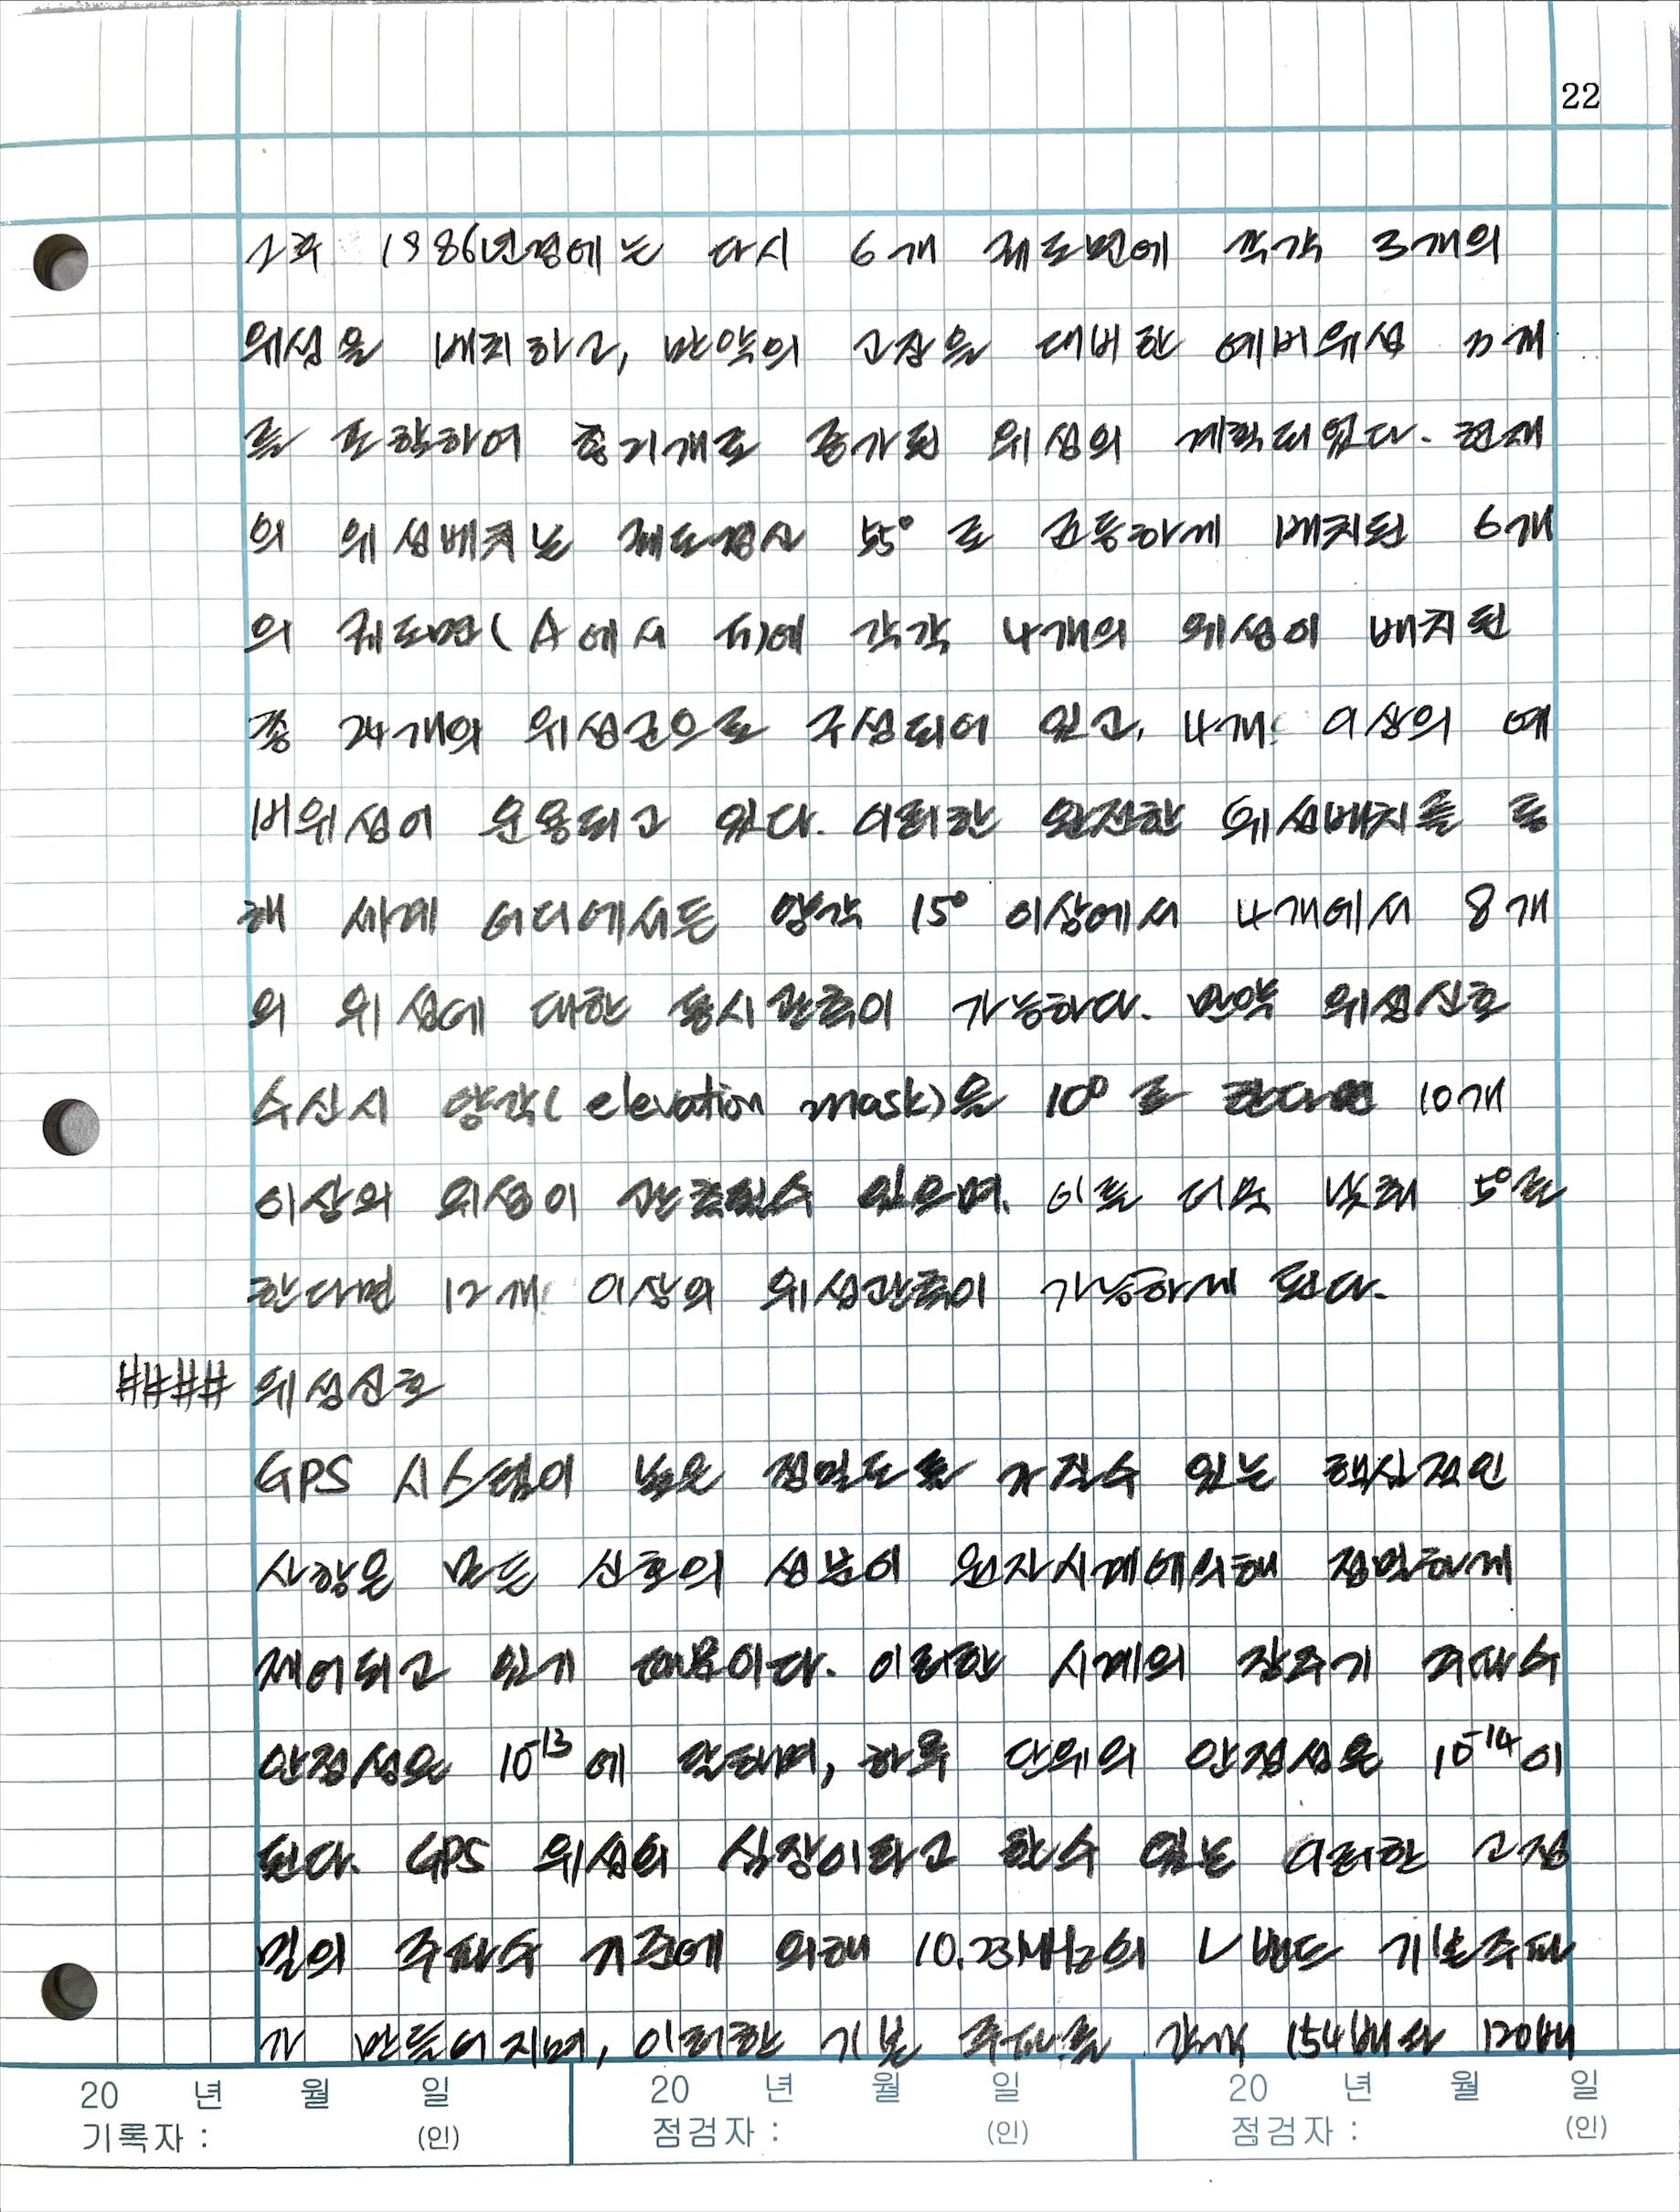 22
그후 1986년경에는 다시 6개 궤도면에 각각 3개의
위성을 배치하고, 만약의 고장을 대비한 예비위성 3개
를 포함하여 총 21개로 증가된 위성의 계획되었다. 현재
의 위성배치는 궤도경사 55°로 균등하게 배치된 6개
의 궤도면(A에서 F)에 각각 4개의 위성이 배치된
총 24개의 위성군으로 구성되어 있고, 4개 이상의 예
비위성이 운용되고 있다. 이러한 완전한 위성배치를 통
해 세계 어디에서든 앙각 15° 이상에서 4개에서 8개
의 위성에 대한 동시관측이 가능하다. 만약 위성신호
수신시 앙각(elevation mask)을 10°로 한다면 10개
이상의 위성이 관측될수 있으며, 이를 더욱 낮춰 5°로
한다면 12개 이상의 위성관측이 가능하게 된다.
#### 위성신호
GPS 시스템이 높은 정밀도를 가질수 있는 핵심적인
사항은 모든 신호의 성분이 원자시계에의해 정밀하게
제어되고 있기 때문이다. 이러한 시계의 장주기 주파수
안정성은 10⁻¹³에 달하며, 하루 단위의 안정성은 10⁻¹⁴이
된다. GPS 위성의 심장이라고 할수 있는 이러한 고정
밀의 주파수 기준에 의해 10.23MHz의 L밴드 기본주파
가 만들어지며, 이러한 기본 주파를 각각 154배와 120배
20 년 월 일 20 년 월 일 20 년 월 일
기록자 : (인) 점검자 : (인) 점검자 : (인)